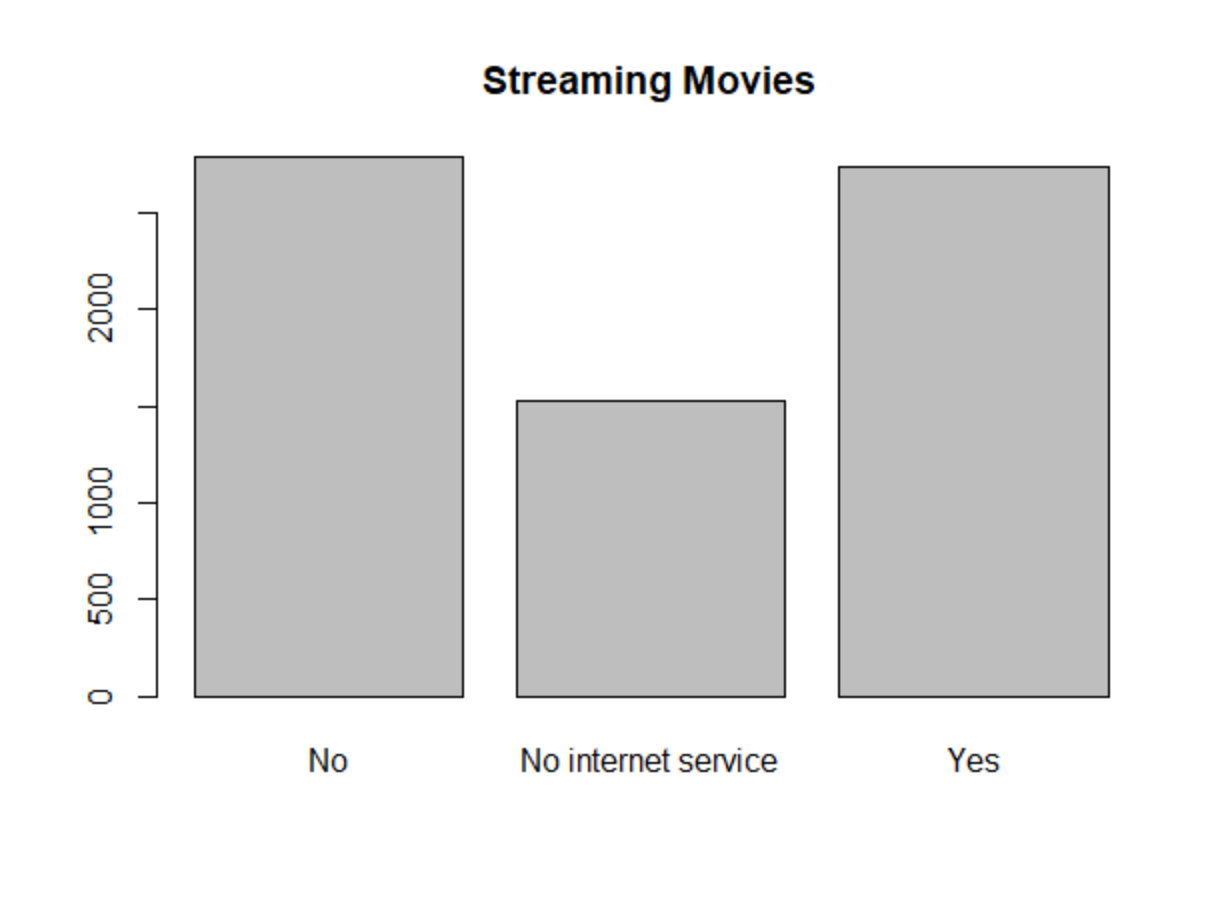 Streaming Movies
2000
1000
500
0
No
No internet service
Yes